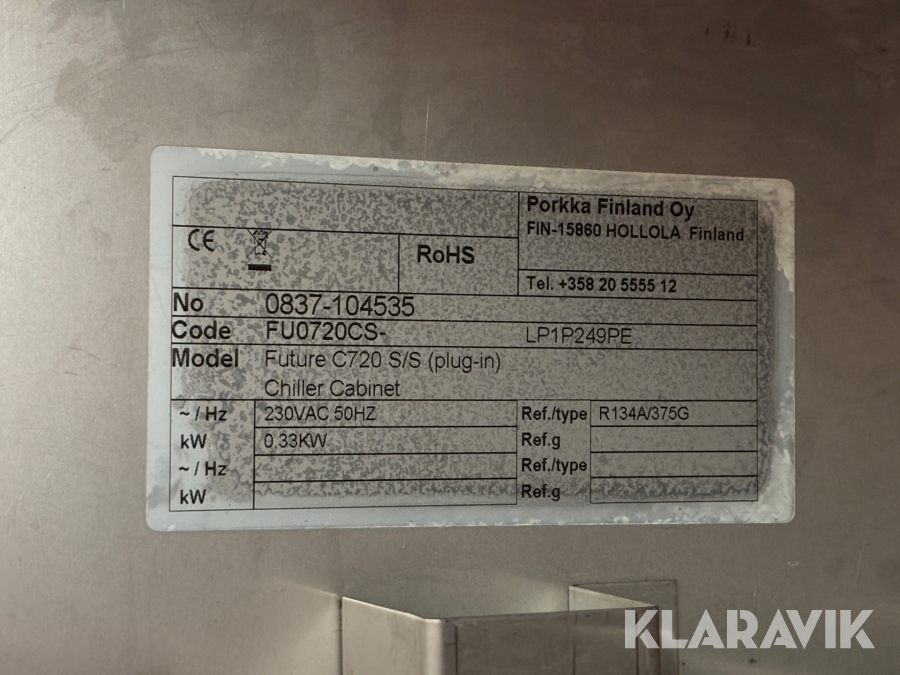 Porkka Finland Oy
FIN-15860 HOLLOLA Finland
CE
RoHS
Tel. +358 20 5555 12
No 0837-104535
Code FU0720CS- LP1P249PE
Model Future C720 S/S (plug-in)
Chiller Cabinet
~ / Hz 230VAC 50HZ Ref./type R134A/375G
kW 0.33KW Ref.g
~ / Hz Ref./type
kW Ref.g
KLARAVIK